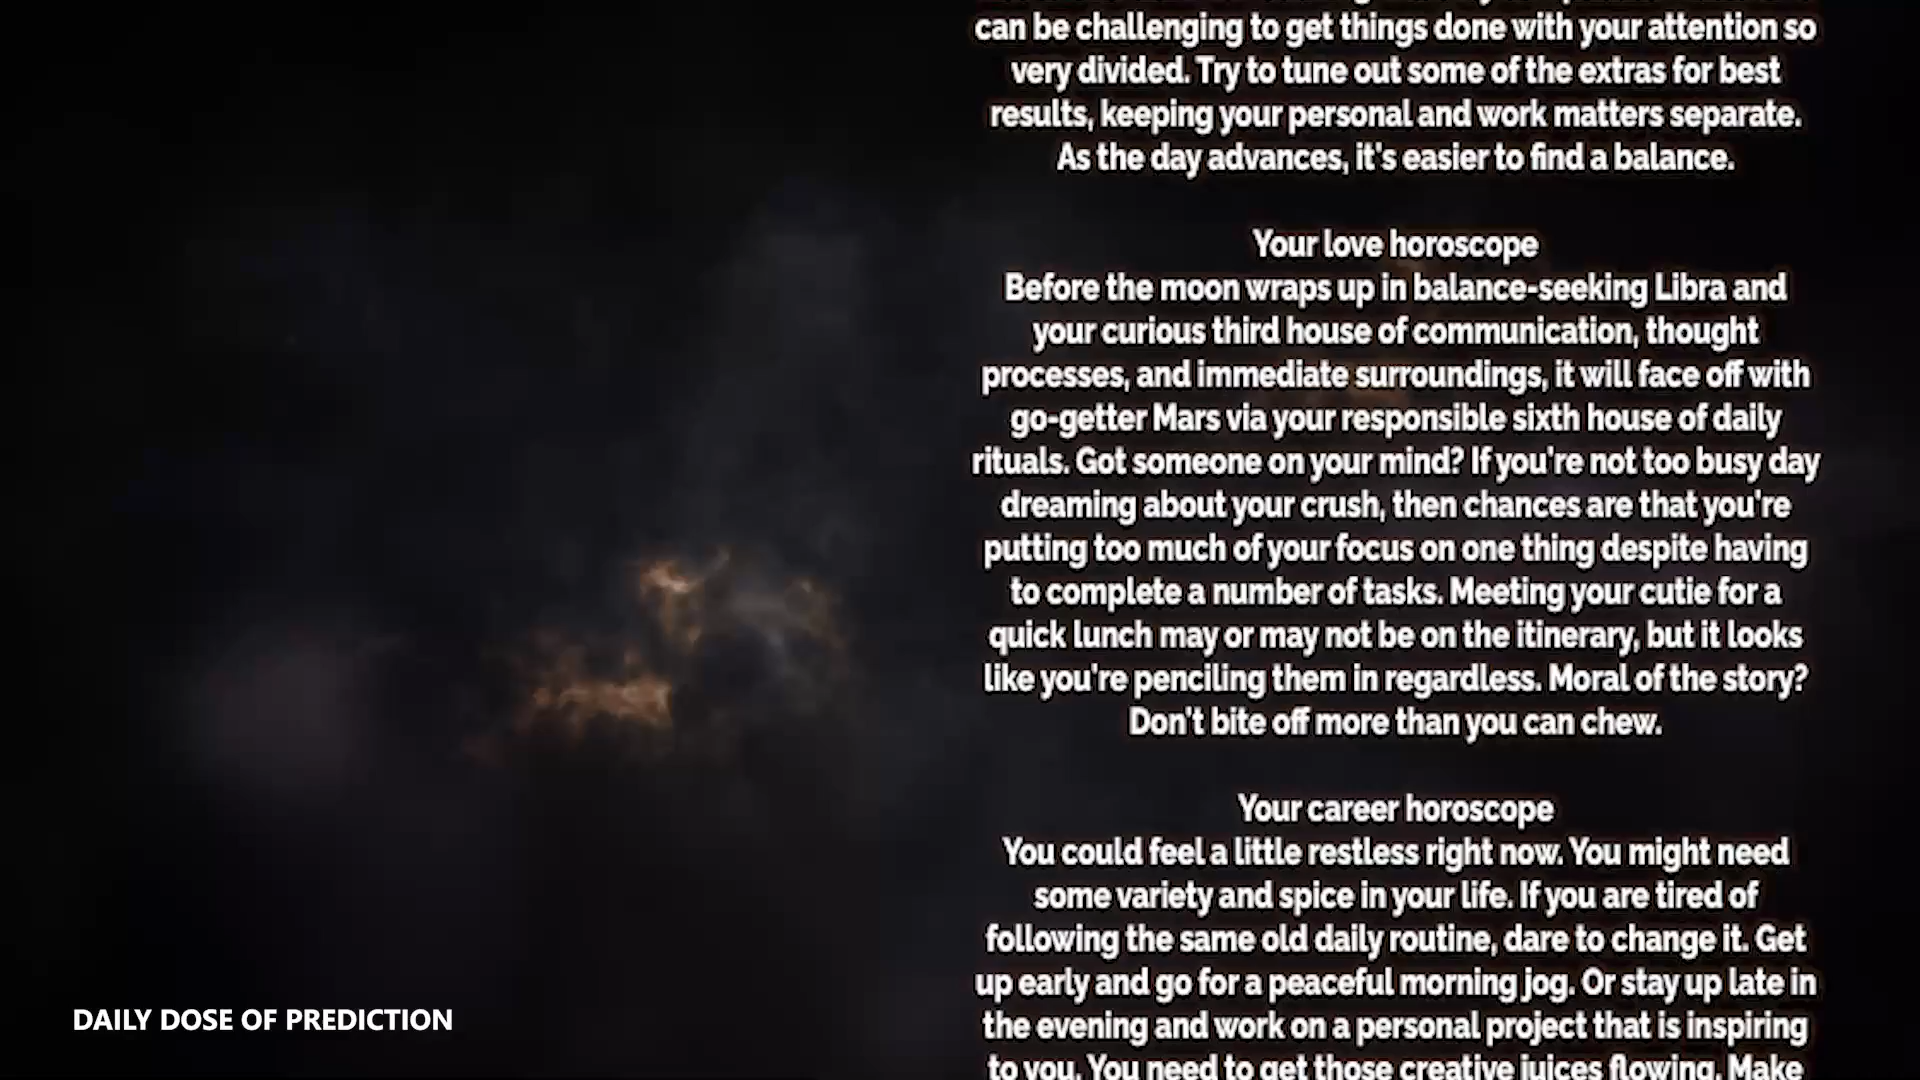 can be challenging to get things done with your attention so
very divided. Try to tune out some of the extras for best
results, keeping your personal and work matters separate.
As the day advances, it's easier to find a balance.
Your love horoscope
Before the moon wraps up in balance-seeking Libra and
your curious third house of communication, thought
processes, and immediate surroundings, it will face off with
go-getter Mars via your responsible sixth house of daily
rituals. Got someone on your mind? If you're not too busy day
dreaming about your crush, then chances are that you're
putting too much of your focus on one thing despite having
to complete a number of tasks. Meeting your cutie for a
quick lunch may or may not be on the itinerary, but it looks
like you're penciling them in regardless. Moral of the story?
Don't bite off more than you can chew.
Your career horoscope
You could feel a little restless right now. You might need
some variety and spice in your life. If you are tired of
following the same old daily routine, dare to change it. Get
up early and go for a peaceful morning jog. Or stay up late in
the evening and work on a personal project that is inspiring
to you. You need to get those creative juices flowing. Make
DAILY DOSE OF PREDICTION